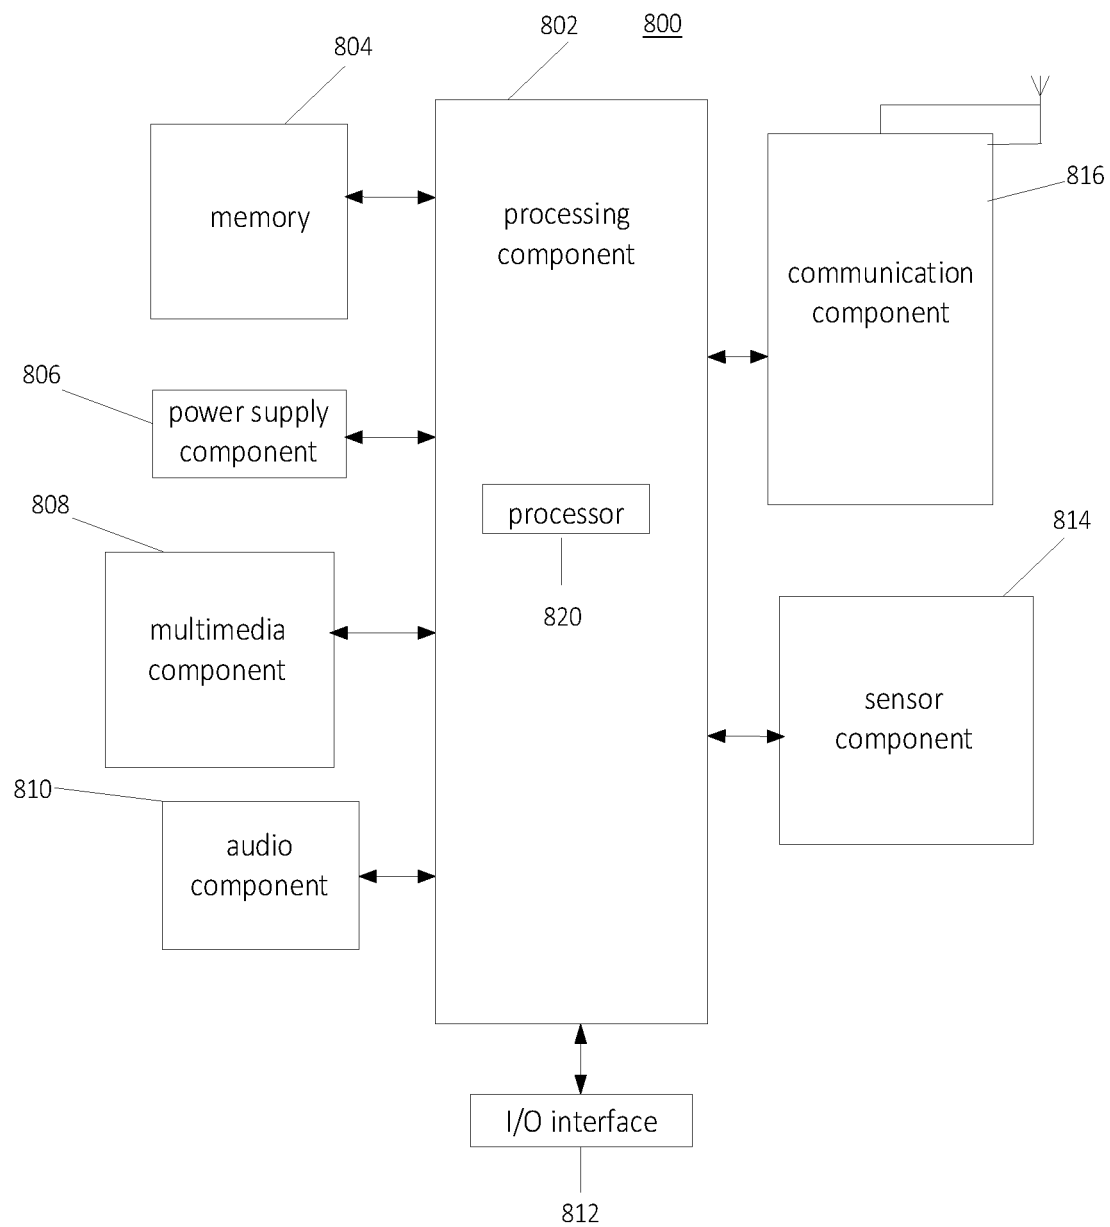 800
802
804
memory
processing
component
816
communication
component
806
power supply
component
808
processor
814
820
multimedia
component
sensor
component
810
audio
component
I/O interface
812